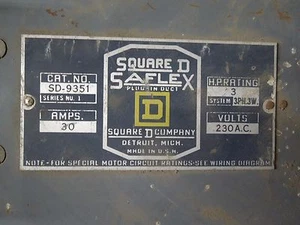 SQUARE D
SAFLEX
PLUG-IN DUCT
CAT. NO.
SD-9351
SERIES NO. 1
AMPS.
30
D
SQUARE D COMPANY
DETROIT, MICH.
MADE IN U.S.A.
H.P. RATING
3
SYSTEM 3PH.3W.
VOLTS
230 A.C.
NOTE-FOR SPECIAL MOTOR CIRCUIT RATINGS-SEE WIRING DIAGRAM